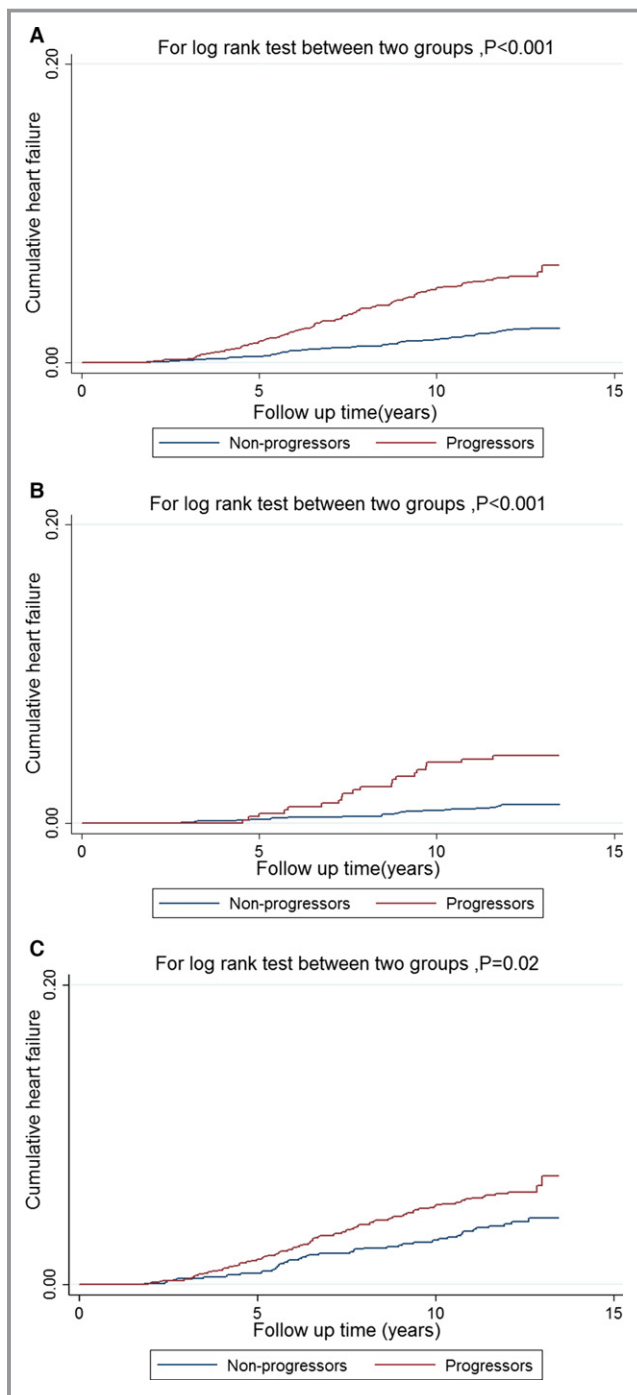 A
For log rank test between two groups ,P<0.001
0.20
Cumulative heart failure
0.00
0 5 10 15
Follow up time(years)
Non-progressors Progressors
B
For log rank test between two groups ,P<0.001
0.20
Cumulative heart failure
0.00
0 5 10 15
Follow up time(years)
Non-progressors Progressors
C
For log rank test between two groups ,P=0.02
0.20
Cumulative heart failure
0.00
0 5 10 15
Follow up time (years)
Non-progressors Progressors